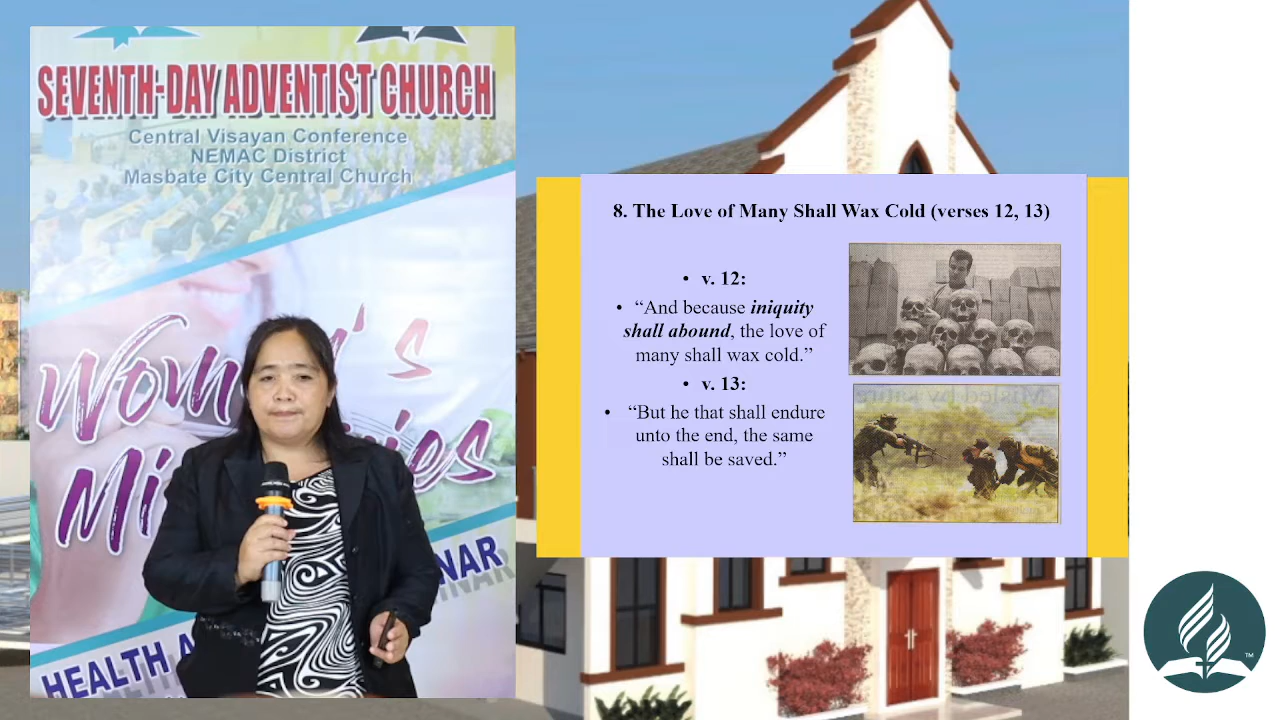 SEVENTH-DAY ADVENTIST CHURCH
Central Visayan Conference
NEMAC District
Masbate City Central Church
8. The Love of Many Shall Wax Cold (verses 12, 13)
• v. 12:
• “And because iniquity
shall abound, the love of
many shall wax cold.”
• v. 13:
• “But he that shall endure
unto the end, the same
shall be saved.”
HEALTH
TM